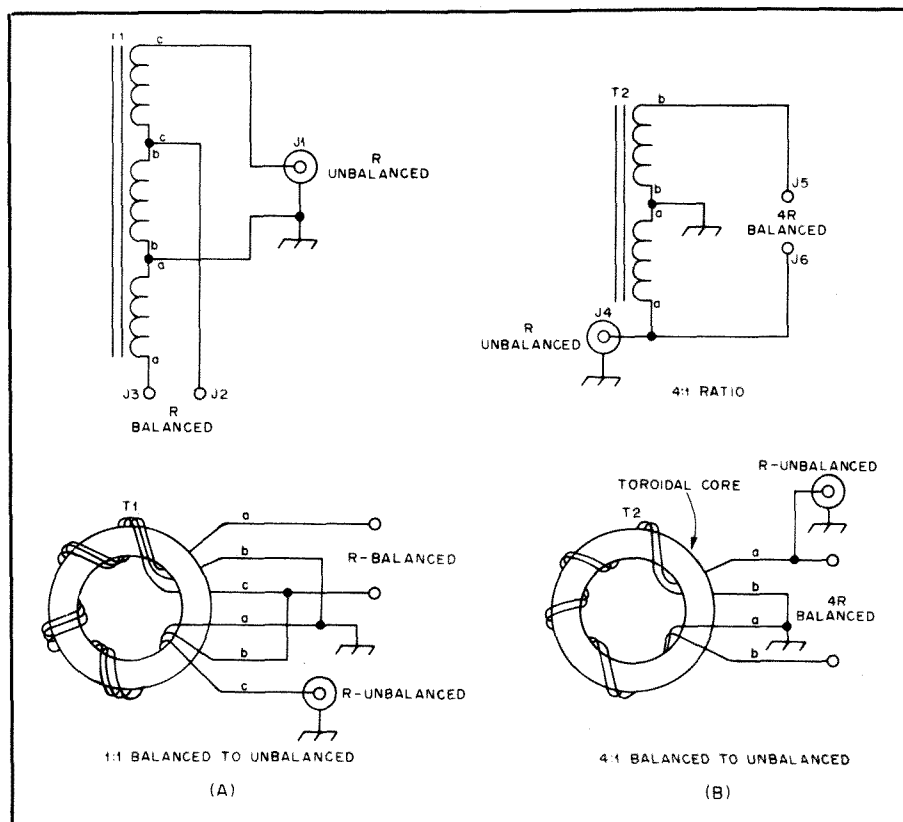 c
c
b
b
a
a
J1
R
UNBALANCED
J3
J2
R
BALANCED
T2
b
b
a
a
J5
4R
BALANCED
J6
J4
R
UNBALANCED
4:1 RATIO
T1
a
b
c
a
b
c
R-BALANCED
R-UNBALANCED
1:1 BALANCED TO UNBALANCED
(A)
R-UNBALANCED
TOROIDAL CORE
T2
a
b
a
b
4R
BALANCED
4:1 BALANCED TO UNBALANCED
(B)